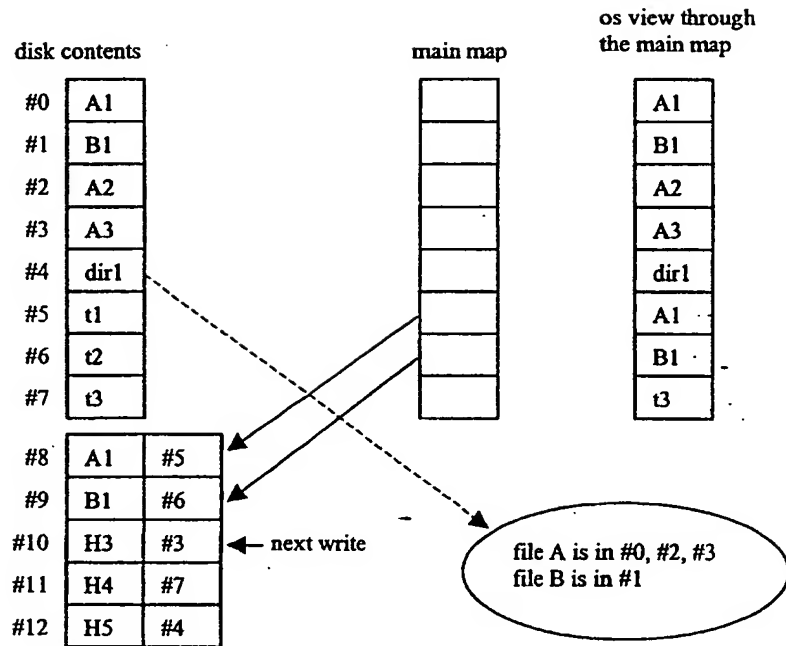 os view through
the main map
disk contents
main map
#0 A1 A1
#1 B1 B1
#2 A2 A2
#3 A3 A3
#4 dir1 dir1
#5 t1 A1
#6 t2 B1
#7 t3 t3
#8 A1 #5
#9 B1 #6
#10 H3 #3 next write
#11 H4 #7
#12 H5 #4
file A is in #0, #2, #3
file B is in #1